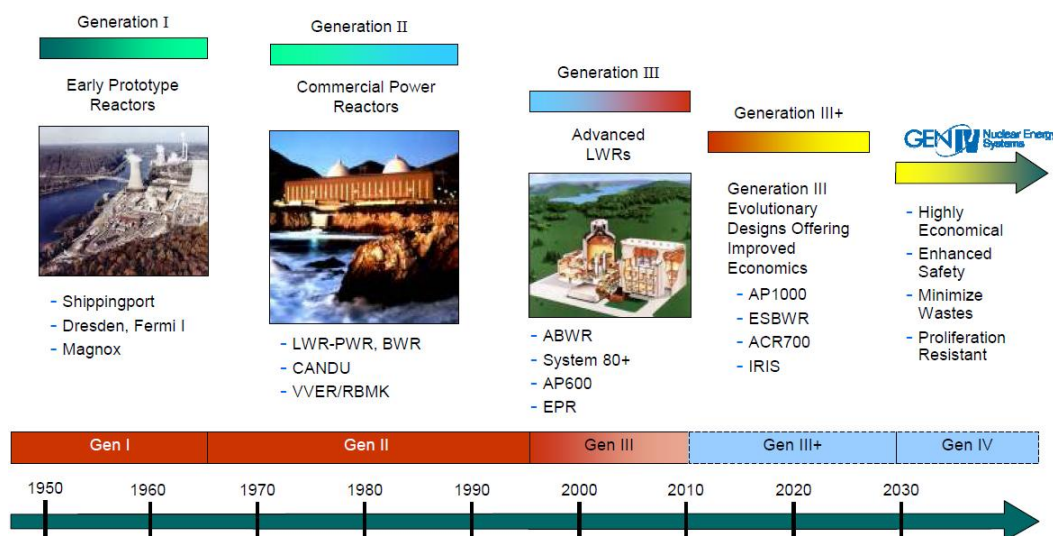 Generation I
Early Prototype
Reactors
- Shippingport
- Dresden, Fermi I
- Magnox
Generation II
Commercial Power
Reactors
- LWR-PWR, BWR
- CANDU
- VVER/RBMK
Generation III
Advanced
LWRs
- ABWR
- System 80+
- AP600
- EPR
Generation III+
Generation III
Evolutionary
Designs Offering
Improved
Economics
- AP1000
- ESBWR
- ACR700
- IRIS
GEN IV Nuclear Energy
Systems
- Highly
Economical
- Enhanced
Safety
- Minimize
Wastes
- Proliferation
Resistant
Gen I
Gen II
Gen III
Gen III+
Gen IV
1950
1960
1970
1980
1990
2000
2010
2020
2030